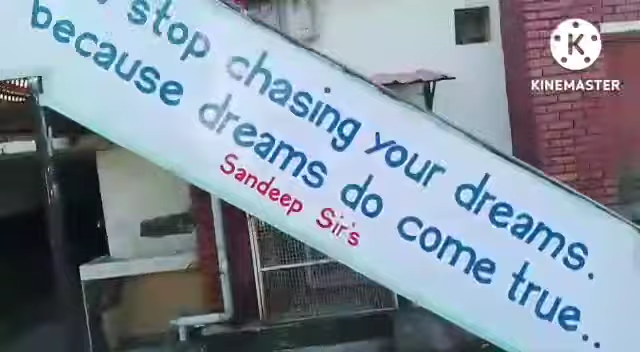 stop chasing your dreams.
because dreams do come true..
Sandeep Sir's
KINEMASTER